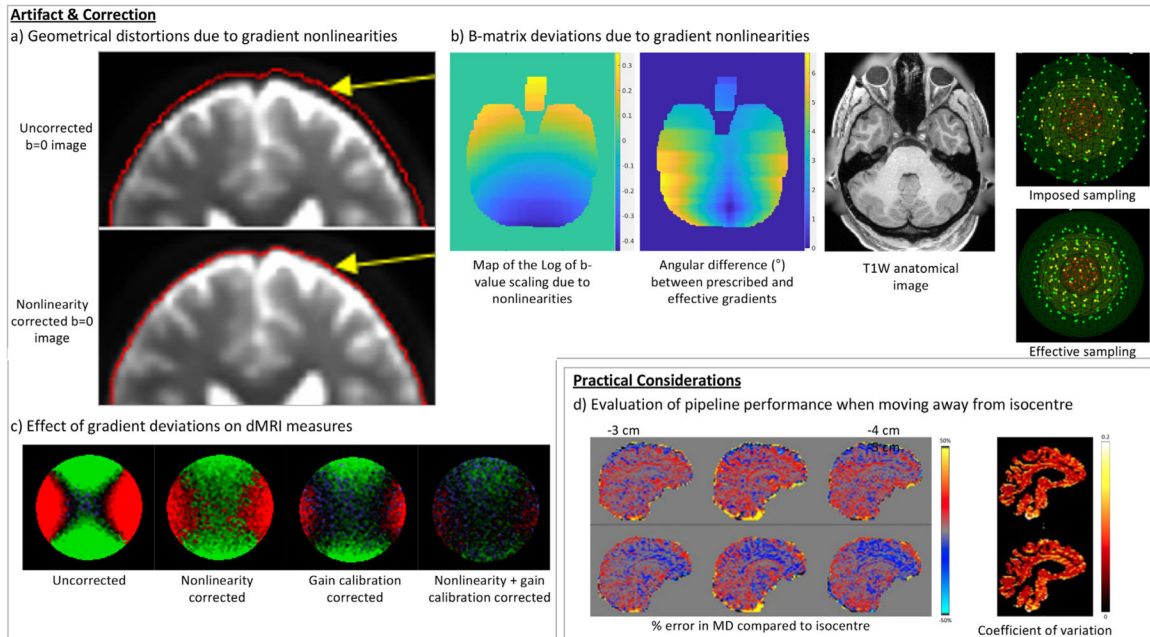 Artifact & Correction
a) Geometrical distortions due to gradient nonlinearities
Uncorrected
b=0 image
Nonlinearity
corrected b=0
image
b) B-matrix deviations due to gradient nonlinearities
0.4
0.3
0.2
0.1
0
-0.1
-0.2
-0.3
-0.4
Map of the Log of b-
value scaling due to
nonlinearities
6
5
4
3
2
1
0
Angular difference (°)
between prescribed and
effective gradients
T1W anatomical
image
Imposed sampling
Effective sampling
c) Effect of gradient deviations on dMRI measures
Uncorrected
Nonlinearity
corrected
Gain calibration
corrected
Nonlinearity + gain
calibration corrected
Practical Considerations
d) Evaluation of pipeline performance when moving away from isocentre
-3 cm
-4 cm
-5 cm
50%
-50%
% error in MD compared to isocentre
0.2
0
Coefficient of variation